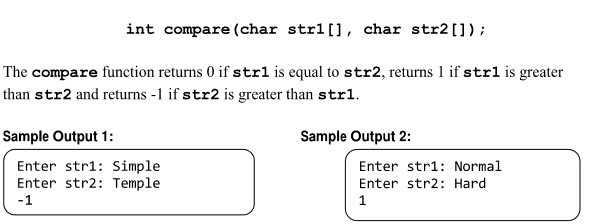 int compare(char str1[], char str2[]);
The compare function returns 0 if str1 is equal to str2, returns 1 if str1 is greater
than str2 and returns -1 if str2 is greater than str1.
Sample Output 1:
Enter str1: Simple
Enter str2: Temple
-1
Sample Output 2:
Enter str1: Normal
Enter str2: Hard
1